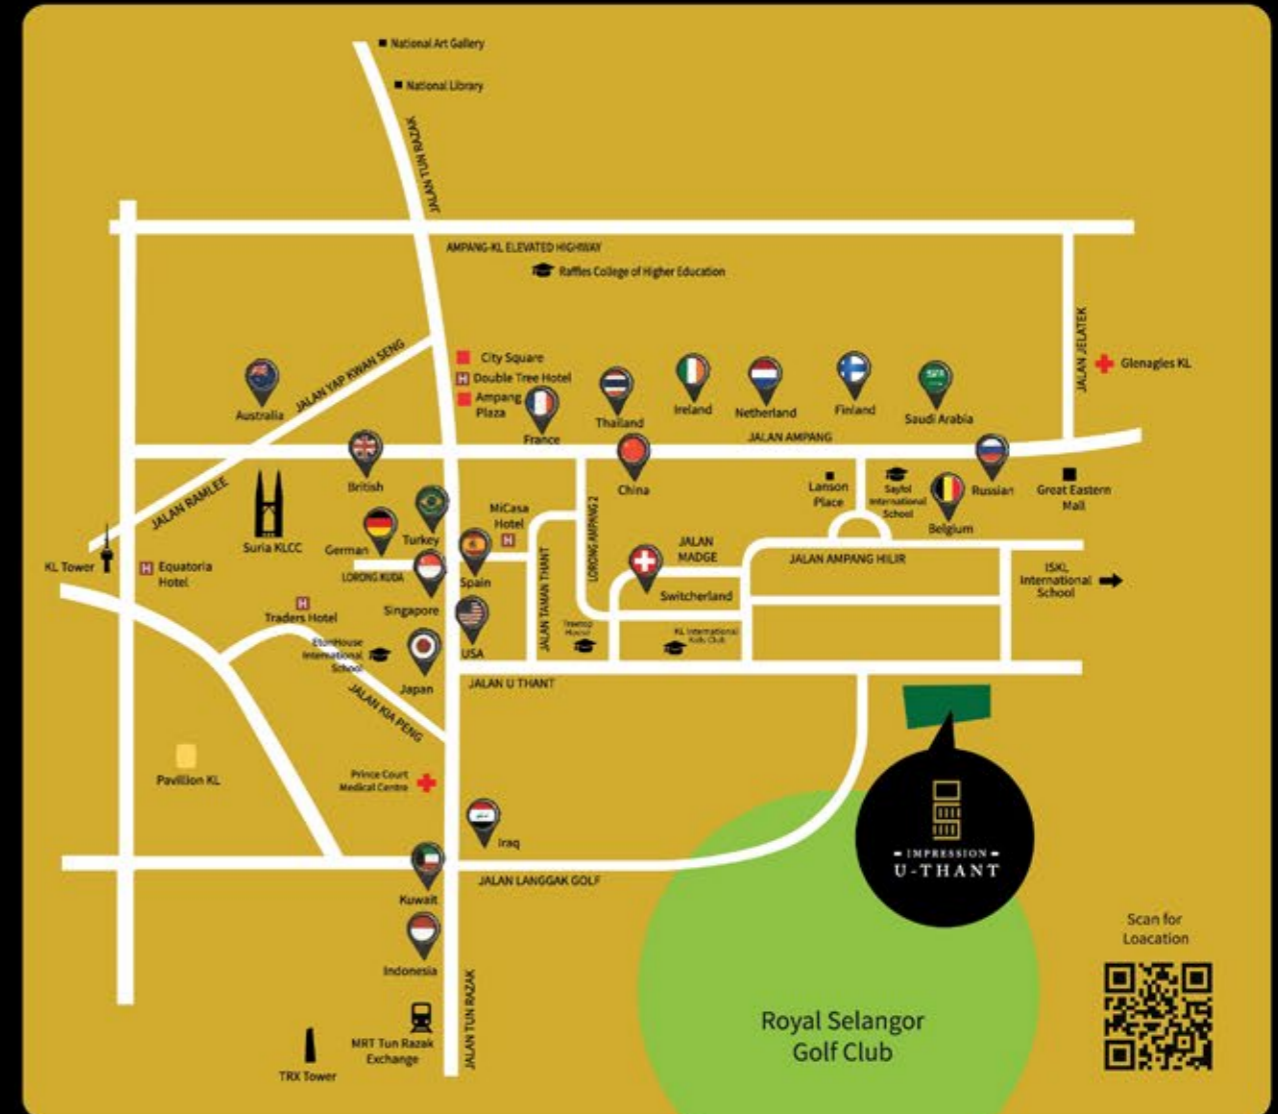 National Art Gallery
National Library
JALAN TUN RAZAK
AMPANG-KL ELEVATED HIGHWAY
Raffles College of Higher Education
JALAN JELATEK
Glenagles KL
JALAN YAP KWAN SENG
City Square
H Double Tree Hotel
Ampang
Plaza
Australia
France
Thailand
Ireland
Netherland
Finland
Saudi Arabia
JALAN AMPANG
British
China
Lanson
Place
Sayfol
International
School
Belgium
Russian
Great Eastern
Mall
JALAN RAMLEE
Suria KLCC
German
Turkey
MiCasa
Hotel
H
LORONG AMPANG 2
JALAN
MADGE
JALAN AMPANG HILIR
KL Tower
H Equatoria
Hotel
LORONG KUDA
Singapore
Spain
JALAN TAMAN THANT
Switcherland
ISKL
International
School
H
Traders Hotel
EtonHouse
International
School
Japan
USA
Treetop
House
KL International
Kids Club
JALAN U THANT
JALAN KIA PENG
Pavillion KL
Prince Court
Medical Centre
Iraq
Kuwait
JALAN LANGGAK GOLF
IMPRESSION
U-THANT
Indonesia
JALAN TUN RAZAK
MRT Tun Razak
Exchange
TRX Tower
Royal Selangor
Golf Club
Scan for
Loacation